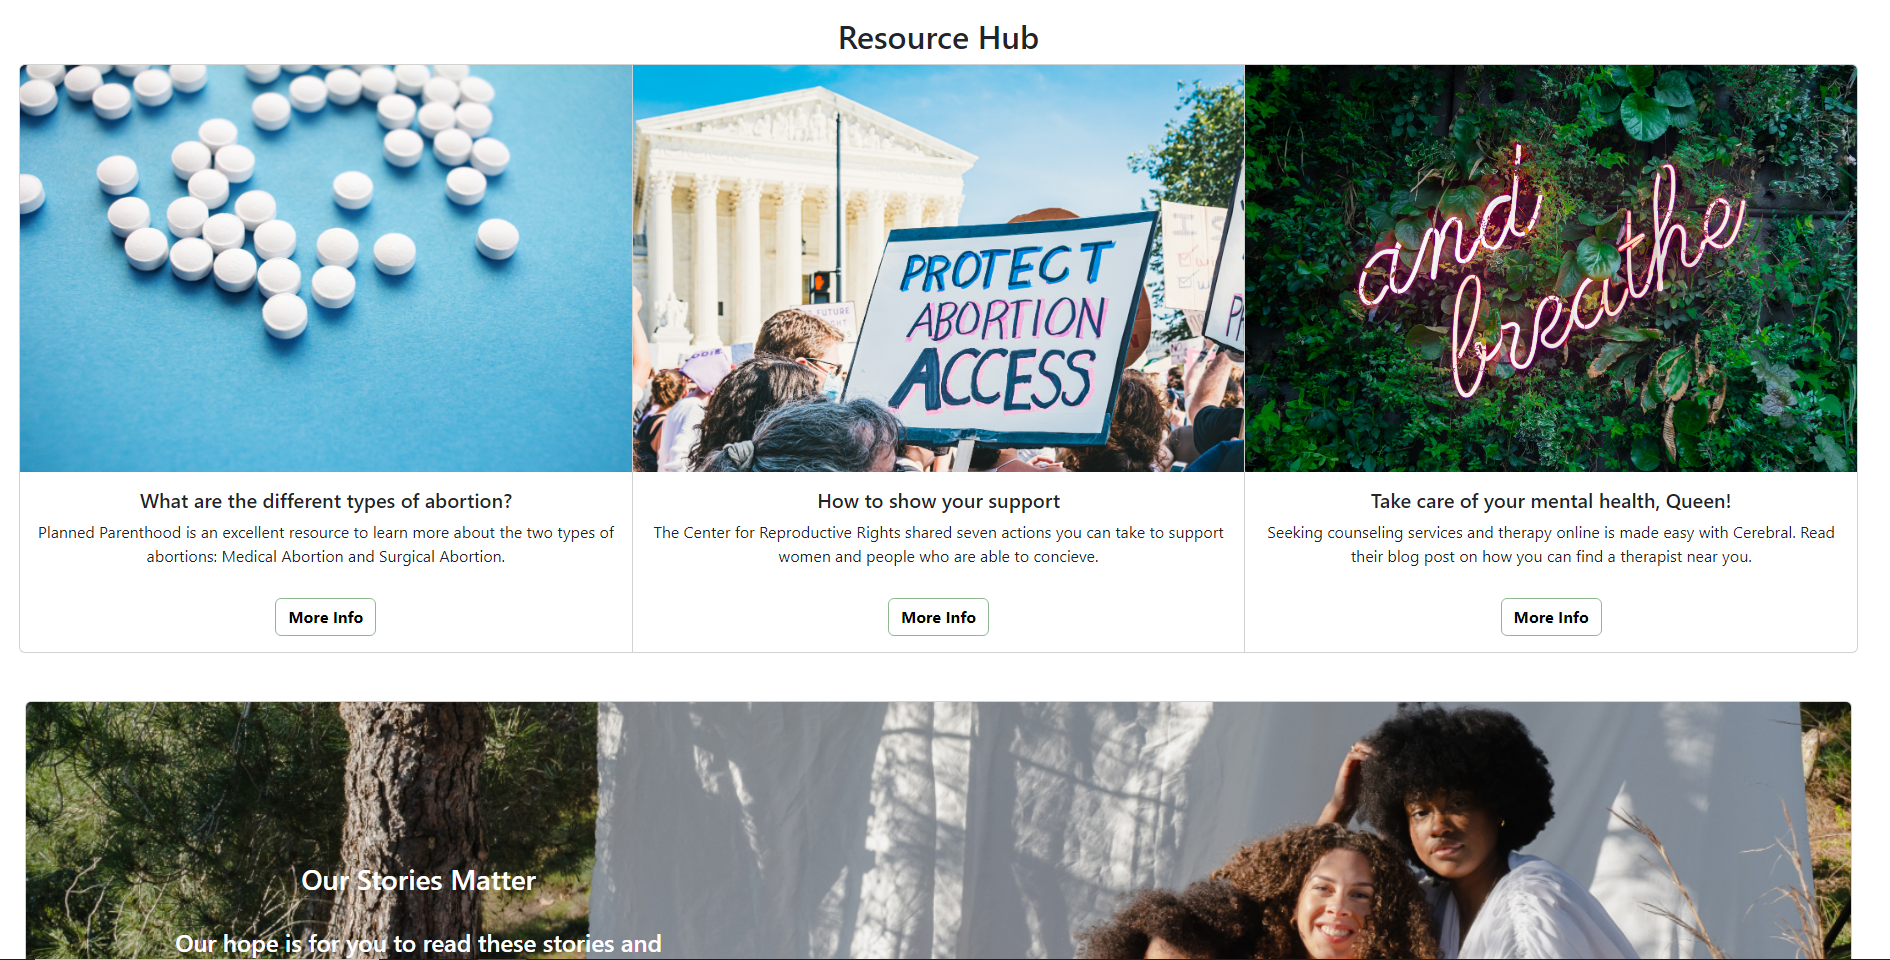 Resource Hub
PROTECT
ABORTION
ACCESS
and
breathe
What are the different types of abortion?
Planned Parenthood is an excellent resource to learn more about the two types of
abortions: Medical Abortion and Surgical Abortion.
More Info
How to show your support
The Center for Reproductive Rights shared seven actions you can take to support
women and people who are able to concieve.
More Info
Take care of your mental health, Queen!
Seeking counseling services and therapy online is made easy with Cerebral. Read
their blog post on how you can find a therapist near you.
More Info
Our Stories Matter
Our hope is for you to read these stories and